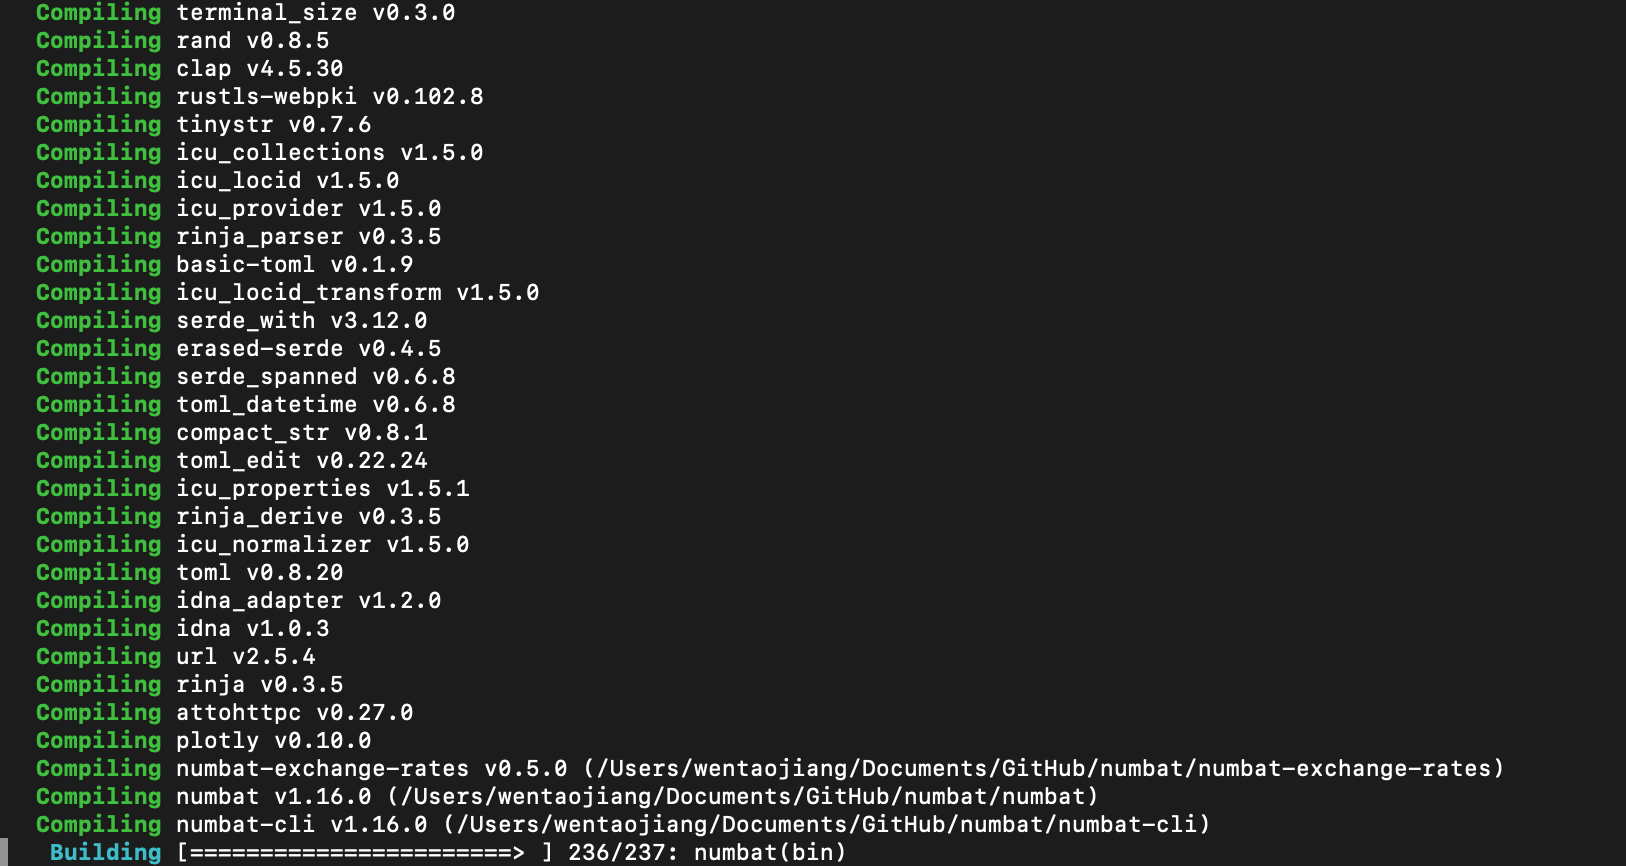 Compiling terminal_size v0.3.0
Compiling rand v0.8.5
Compiling clap v4.5.30
Compiling rustls-webpki v0.102.8
Compiling tinystr v0.7.6
Compiling icu_collections v1.5.0
Compiling icu_locid v1.5.0
Compiling icu_provider v1.5.0
Compiling rinja_parser v0.3.5
Compiling basic-toml v0.1.9
Compiling icu_locid_transform v1.5.0
Compiling serde_with v3.12.0
Compiling erased-serde v0.4.5
Compiling serde_spanned v0.6.8
Compiling toml_datetime v0.6.8
Compiling compact_str v0.8.1
Compiling toml_edit v0.22.24
Compiling icu_properties v1.5.1
Compiling rinja_derive v0.3.5
Compiling icu_normalizer v1.5.0
Compiling toml v0.8.20
Compiling idna_adapter v1.2.0
Compiling idna v1.0.3
Compiling url v2.5.4
Compiling rinja v0.3.5
Compiling attohttpc v0.27.0
Compiling plotly v0.10.0
Compiling numbat-exchange-rates v0.5.0 (/Users/wentaojiang/Documents/GitHub/numbat/numbat-exchange-rates)
Compiling numbat v1.16.0 (/Users/wentaojiang/Documents/GitHub/numbat/numbat)
Compiling numbat-cli v1.16.0 (/Users/wentaojiang/Documents/GitHub/numbat/numbat-cli)
Building [=======================> ] 236/237: numbat(bin)